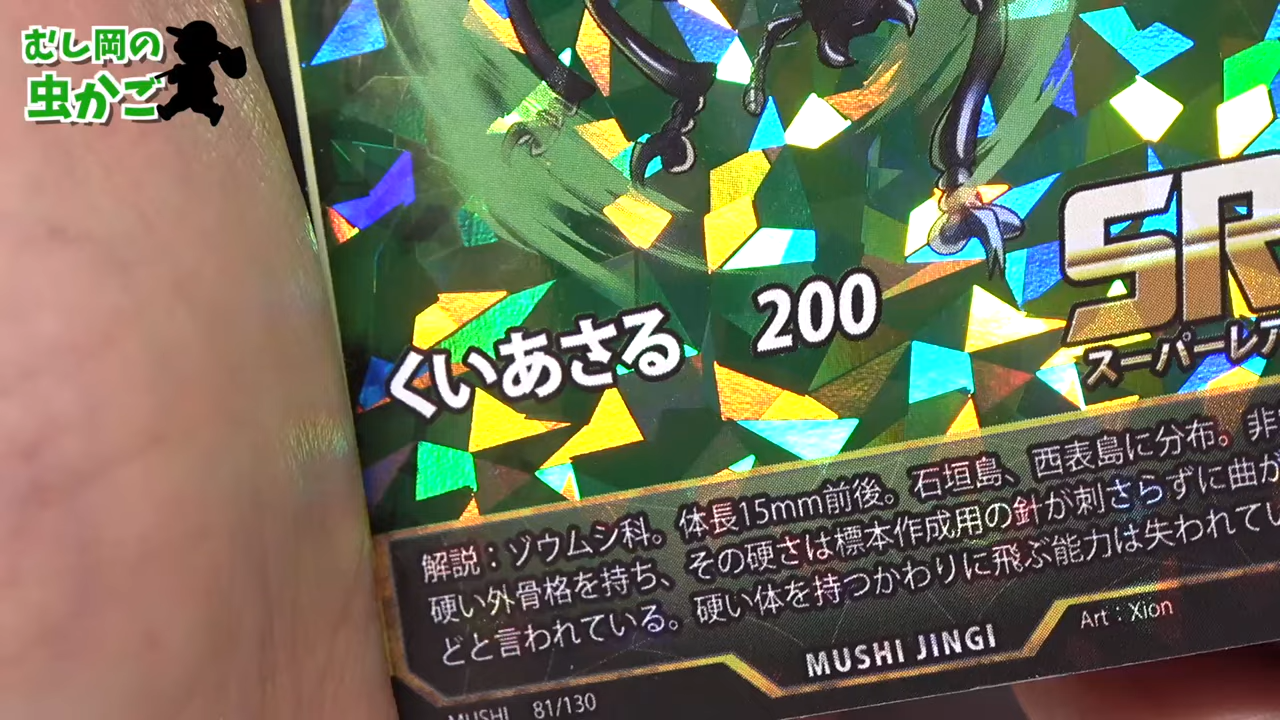 むし岡の
虫かご
くいあさる 200
SR
スーパーレア
解説：ゾウムシ科。体長15mm前後。石垣島、西表島に分布。非
硬い外骨格を持ち、その硬さは標本作成用の針が刺さらずに曲が
どと言われている。硬い体を持つかわりに飛ぶ能力は失われてい
Art：Xion
MUSHI JINGI
MUSHI 81/130